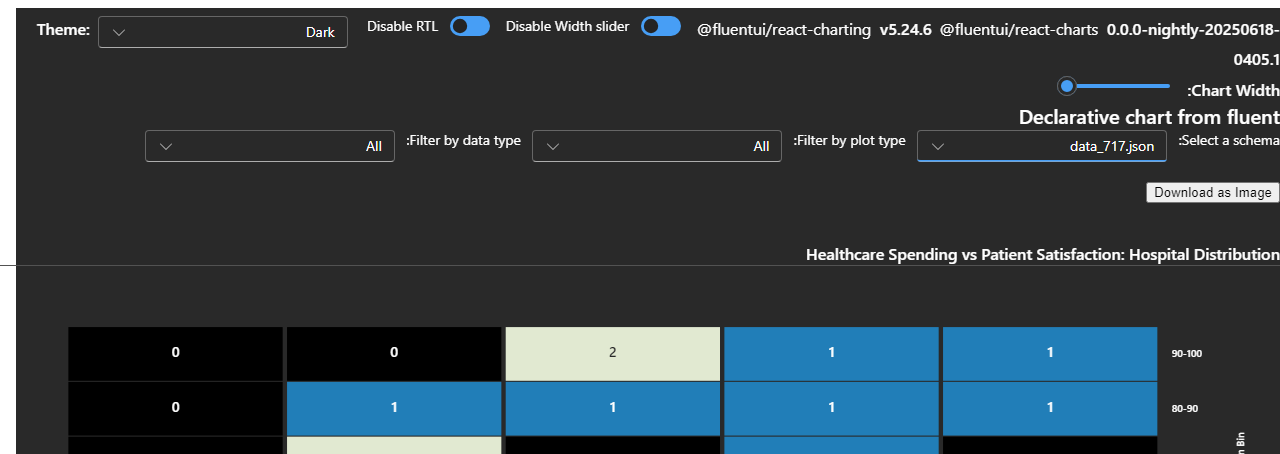 Theme: Dark Disable RTL Disable Width slider @fluentui/react-charting v5.24.6 @fluentui/react-charts 0.0.0-nightly-20250618-
0405.1
:Chart Width
Declarative chart from fluent
:Select a schema data_717.json :Filter by plot type All :Filter by data type All
Download as Image
Healthcare Spending vs Patient Satisfaction: Hospital Distribution
0 0 2 1 1 90-100
0 1 1 1 1 80-90
Bin